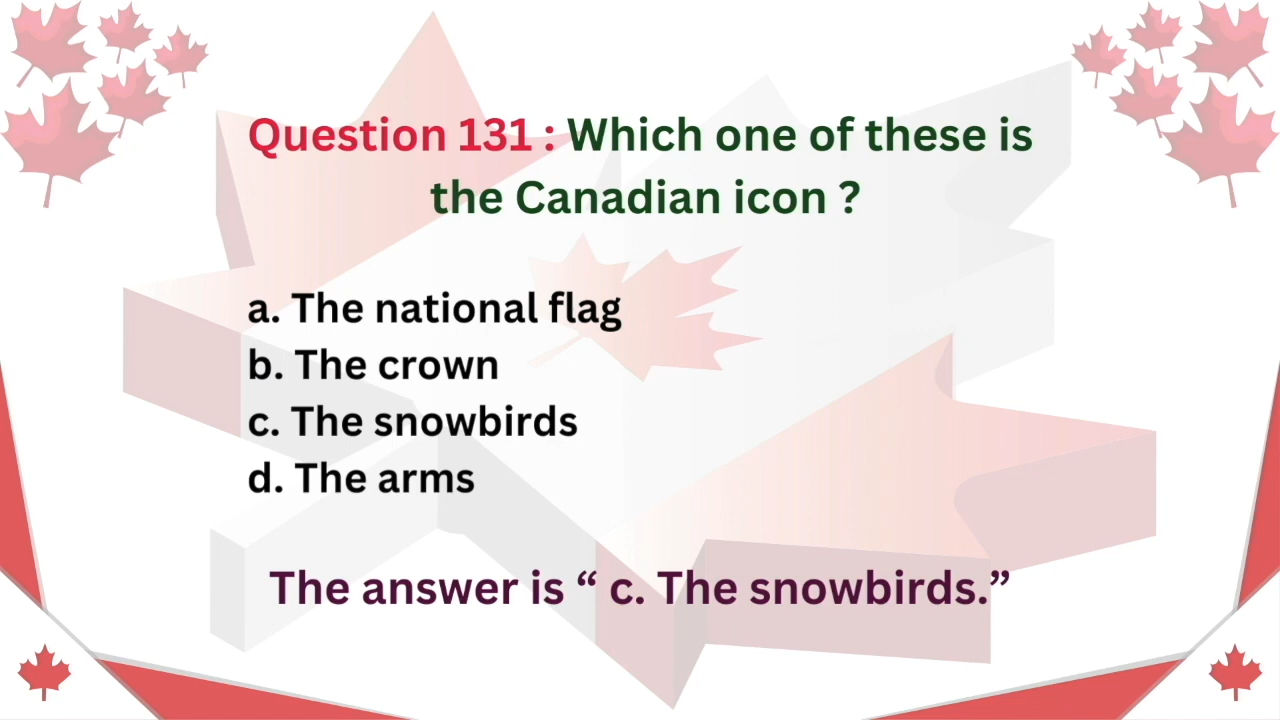 Question 131 : Which one of these is
the Canadian icon ?
a. The national flag
b. The crown
c. The snowbirds
d. The arms
The answer is “ c. The snowbirds.”